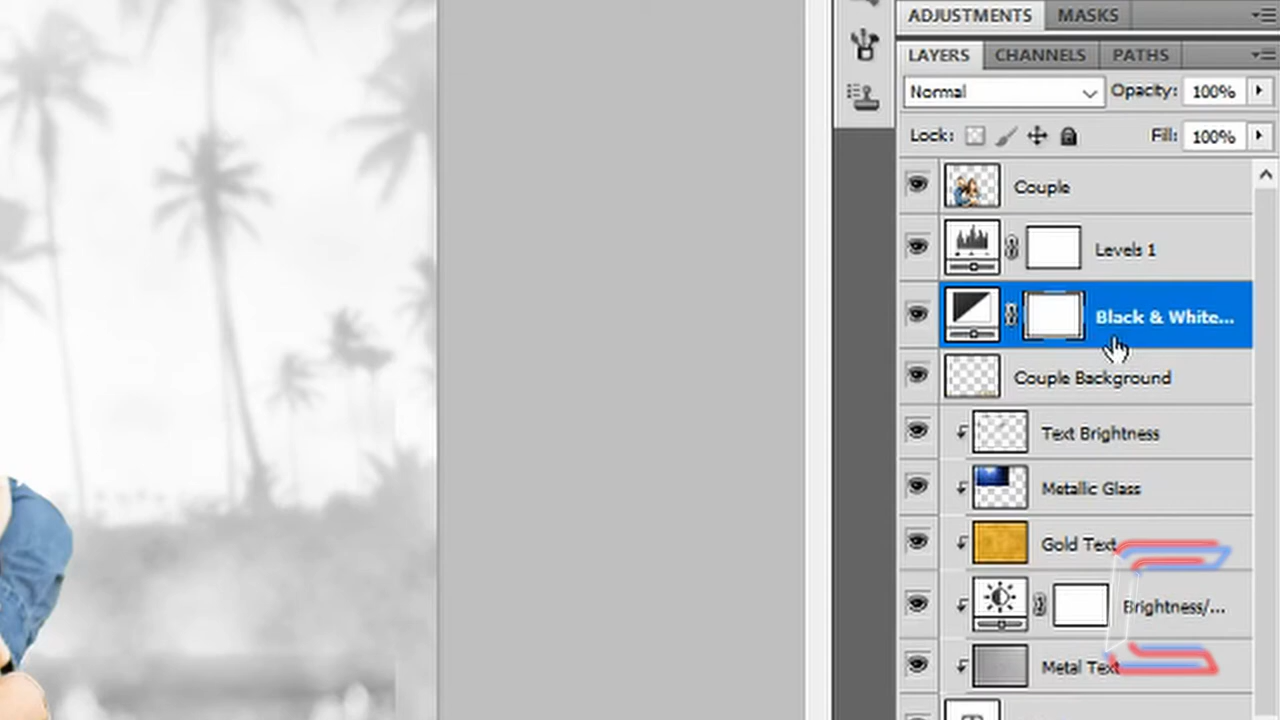 ADJUSTMENTS MASKS
LAYERS CHANNELS PATHS
Normal Opacity: 100%
Lock: Fill: 100%
Couple
Levels 1
Black & White...
Couple Background
Text Brightness
Metallic Glass
Gold Text
Brightness/...
Metal Text